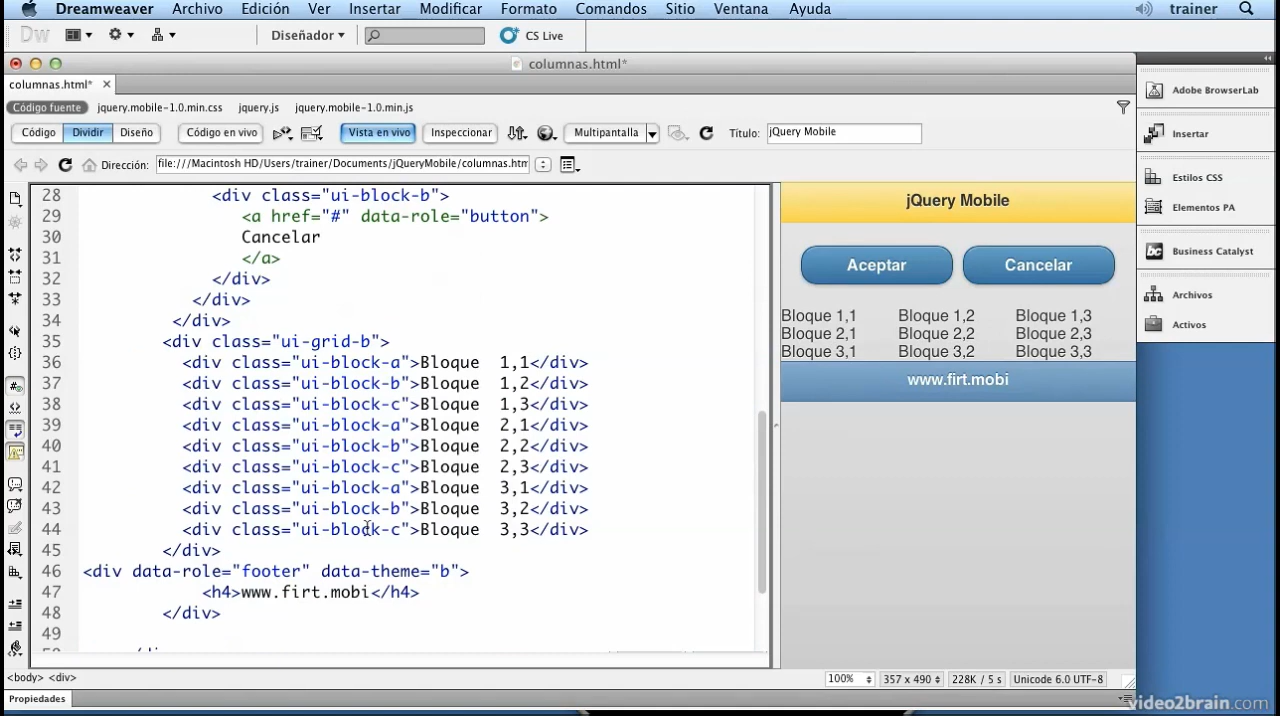 Dreamweaver Archivo Edición Ver Insertar Modificar Formato Comandos Sitio Ventana Ayuda trainer
Dw Diseñador CS Live
columnas.html*
columnas.html*
Código fuente jquery.mobile-1.0.min.css jquery.js jquery.mobile-1.0.min.js
Código Dividir Diseño Código en vivo Vista en vivo Inspeccionar Multipantalla Título: jQuery Mobile
Dirección: file:///Macintosh HD/Users/trainer/Documents/jQueryMobile/columnas.htm
28 <div class="ui-block-b">
29 <a href="#" data-role="button">
30 Cancelar
31 </a>
32 </div>
33 </div>
34 </div>
35 <div class="ui-grid-b">
36 <div class="ui-block-a">Bloque 1,1</div>
37 <div class="ui-block-b">Bloque 1,2</div>
38 <div class="ui-block-c">Bloque 1,3</div>
39 <div class="ui-block-a">Bloque 2,1</div>
40 <div class="ui-block-b">Bloque 2,2</div>
41 <div class="ui-block-c">Bloque 2,3</div>
42 <div class="ui-block-a">Bloque 3,1</div>
43 <div class="ui-block-b">Bloque 3,2</div>
44 <div class="ui-block-c">Bloque 3,3</div>
45 </div>
46 <div data-role="footer" data-theme="b">
47 <h4>www.firt.mobi</h4>
48 </div>
49
jQuery Mobile
Aceptar Cancelar
Bloque 1,1 Bloque 1,2 Bloque 1,3
Bloque 2,1 Bloque 2,2 Bloque 2,3
Bloque 3,1 Bloque 3,2 Bloque 3,3
www.firt.mobi
Adobe BrowserLab
Insertar
Estilos CSS
Elementos PA
bc Business Catalyst
Archivos
Activos
<body> <div> 100% 357 x 490 228K / 5 s Unicode 6.0 UTF-8
Propiedades
video2brain.com